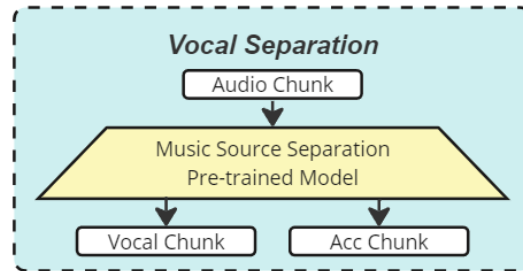 Vocal Separation
Audio Chunk
Music Source Separation
Pre-trained Model
Vocal Chunk
Acc Chunk